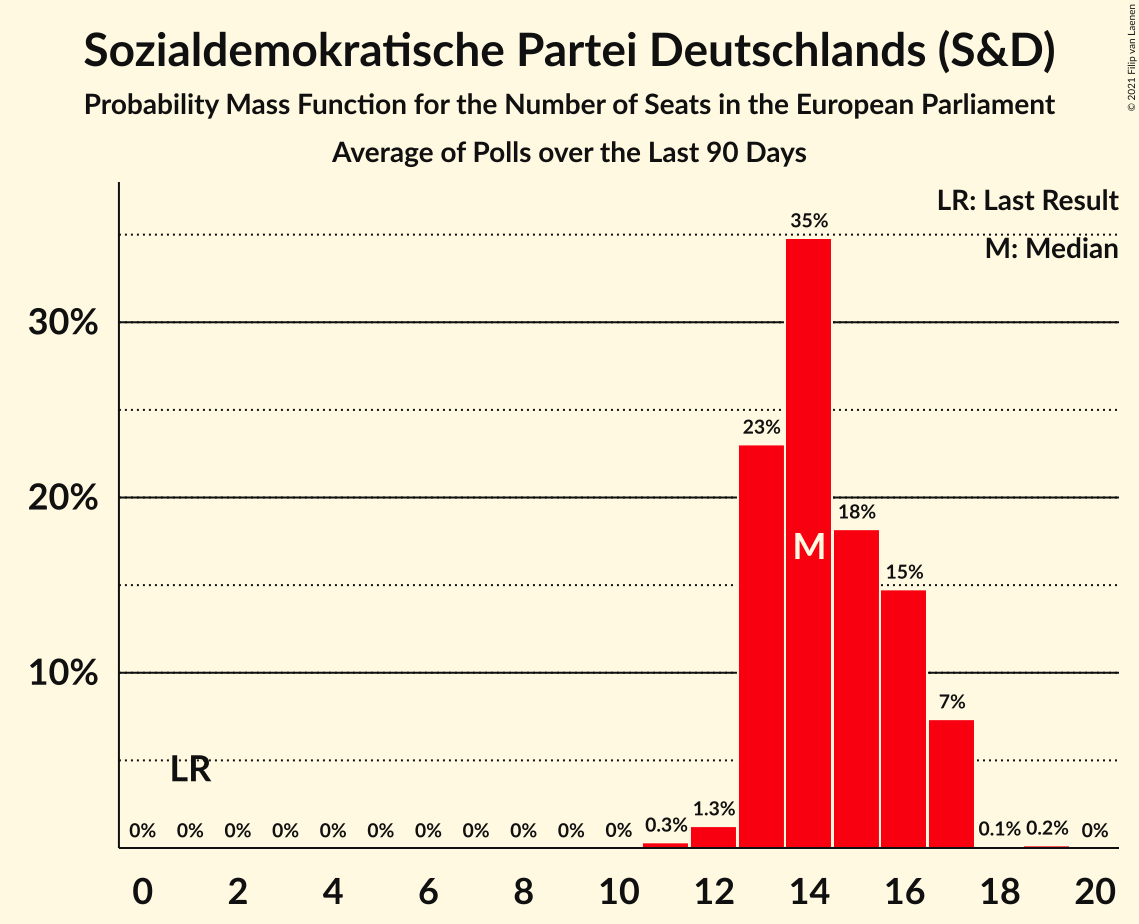 Sozialdemokratische Partei Deutschlands (S&D)
Probability Mass Function for the Number of Seats in the European Parliament
Average of Polls over the Last 90 Days
© 2021 Filip van Laenen
LR: Last Result
M: Median
30%
20%
10%
35%
23%
18%
M
15%
7%
LR
0% 0% 0% 0% 0% 0% 0% 0% 0% 0% 0% 0.3% 1.3% 0.1% 0.2% 0%
0 2 4 6 8 10 12 14 16 18 20